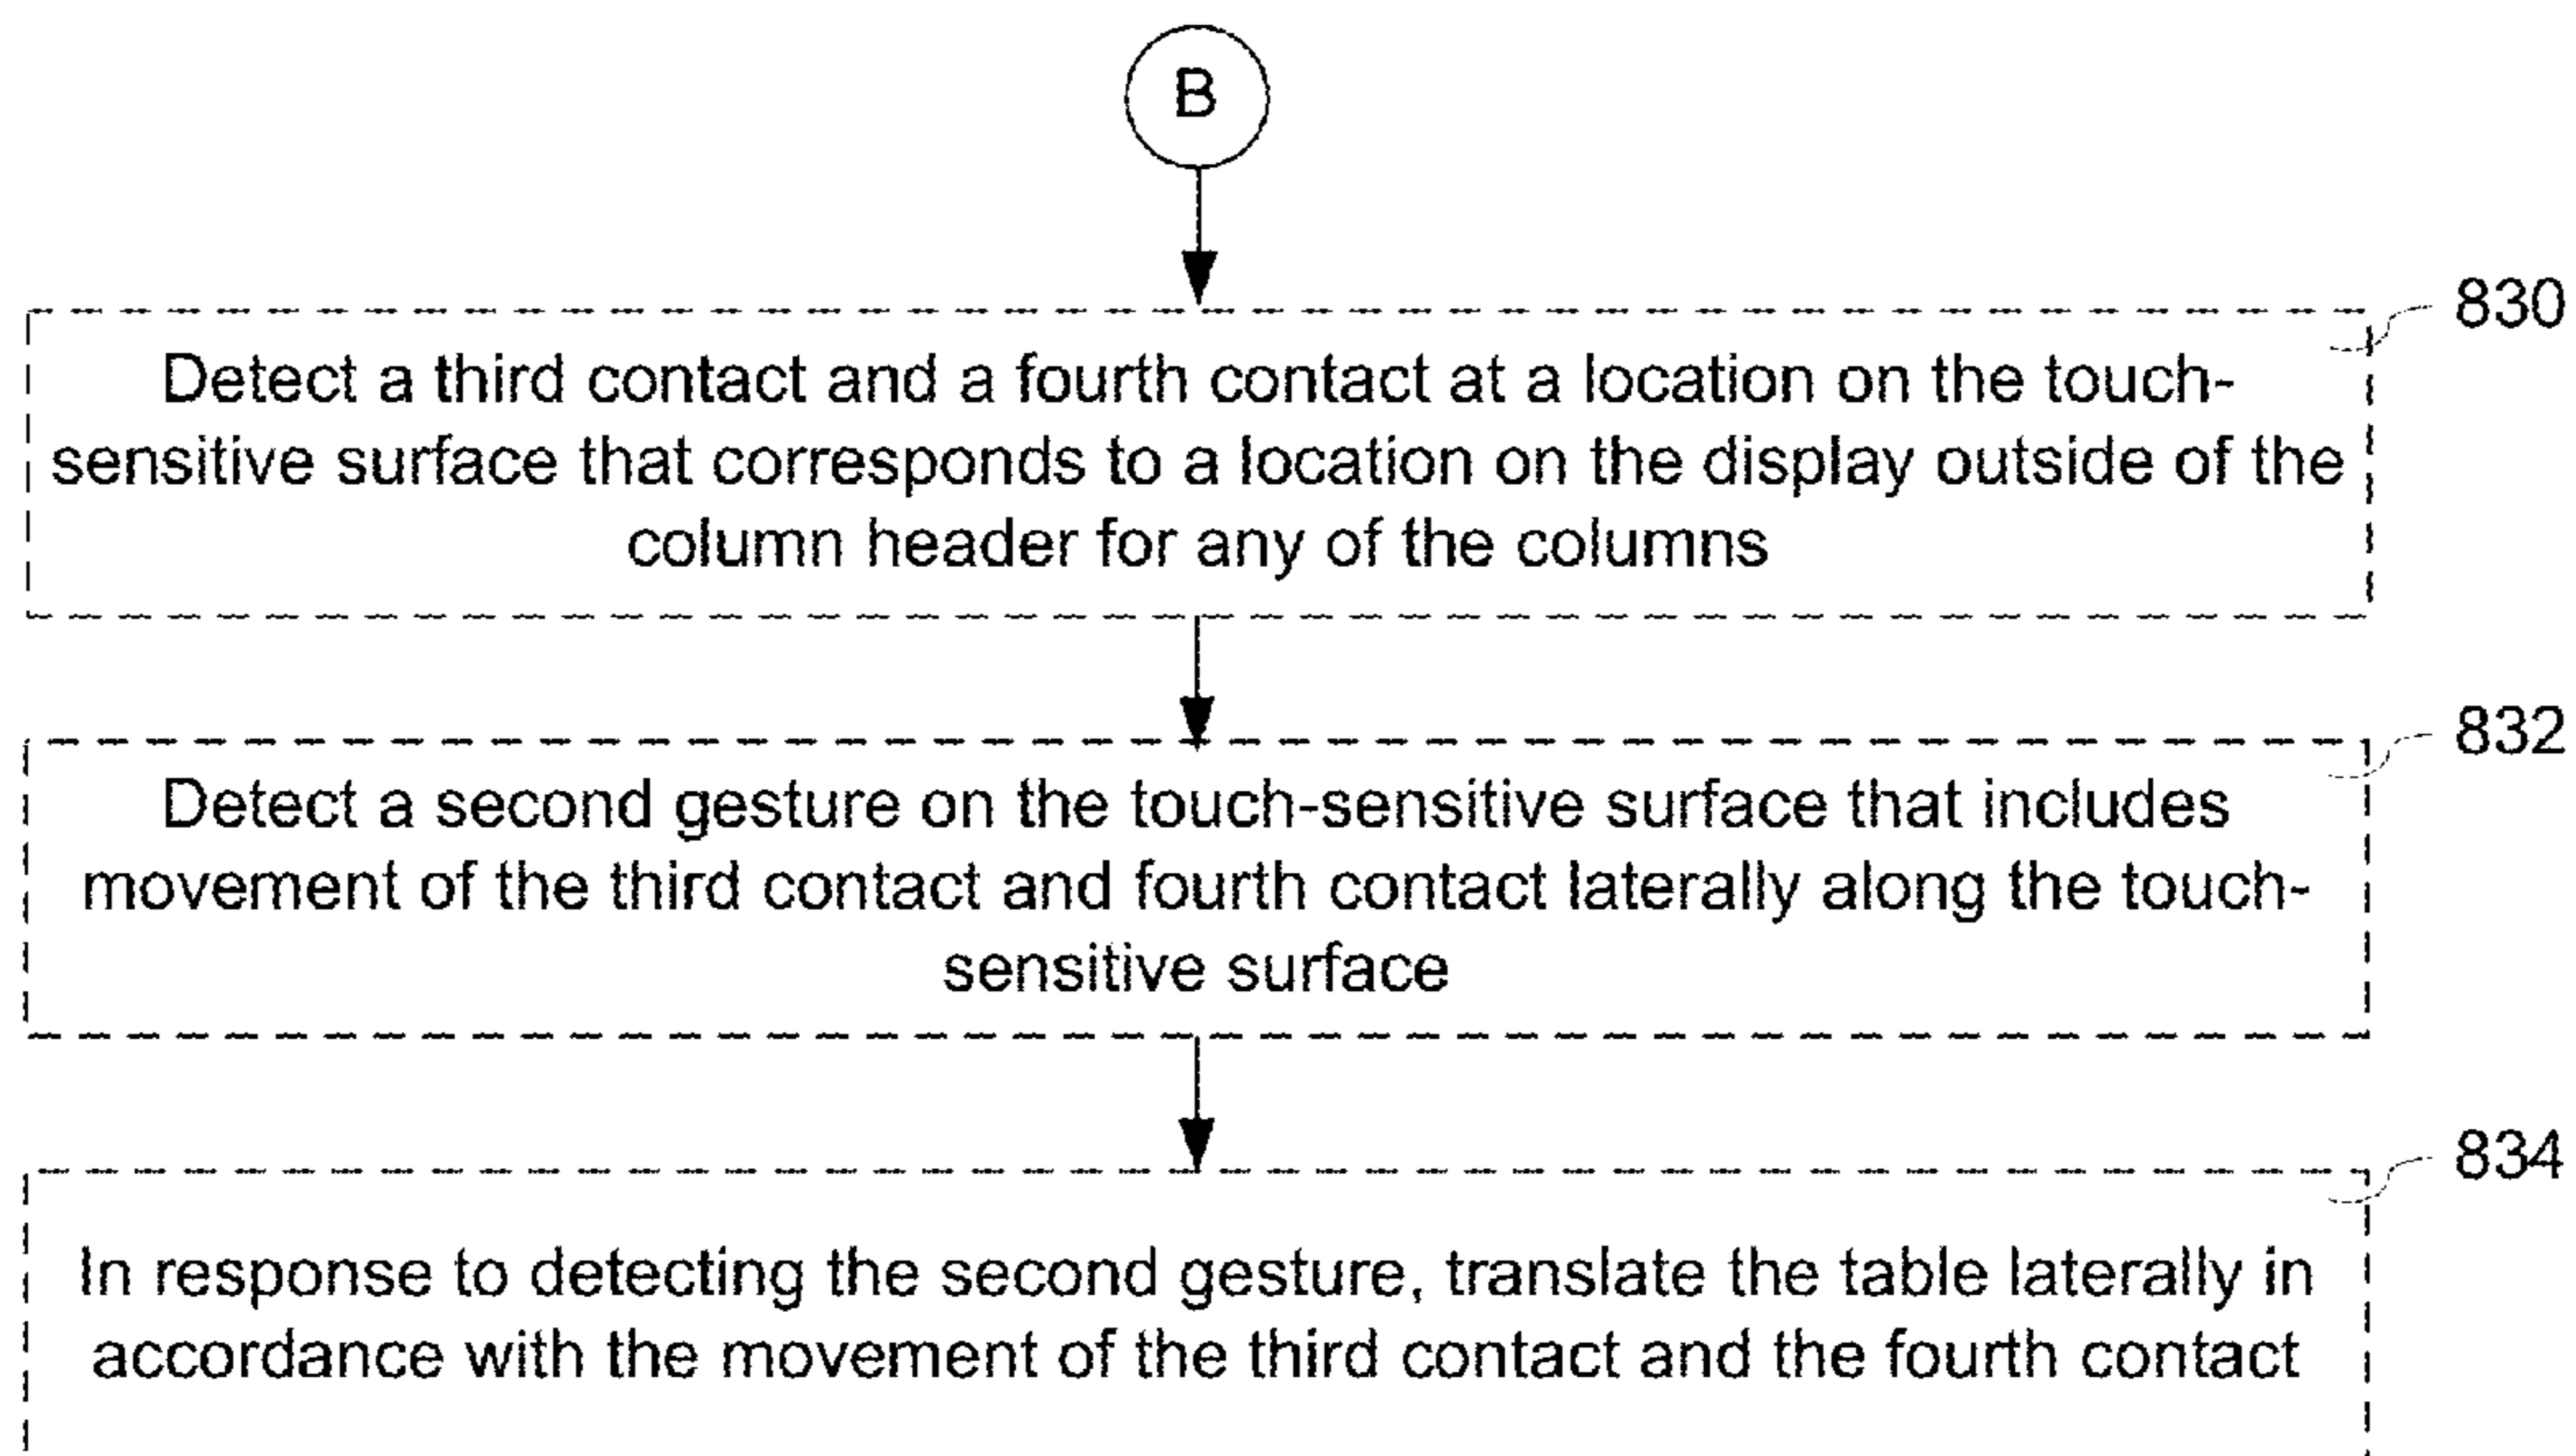 B
830
Detect a third contact and a fourth contact at a location on the touch-
sensitive surface that corresponds to a location on the display outside of the
column header for any of the columns
832
Detect a second gesture on the touch-sensitive surface that includes
movement of the third contact and fourth contact laterally along the touch-
sensitive surface
834
In response to detecting the second gesture, translate the table laterally in
accordance with the movement of the third contact and the fourth contact